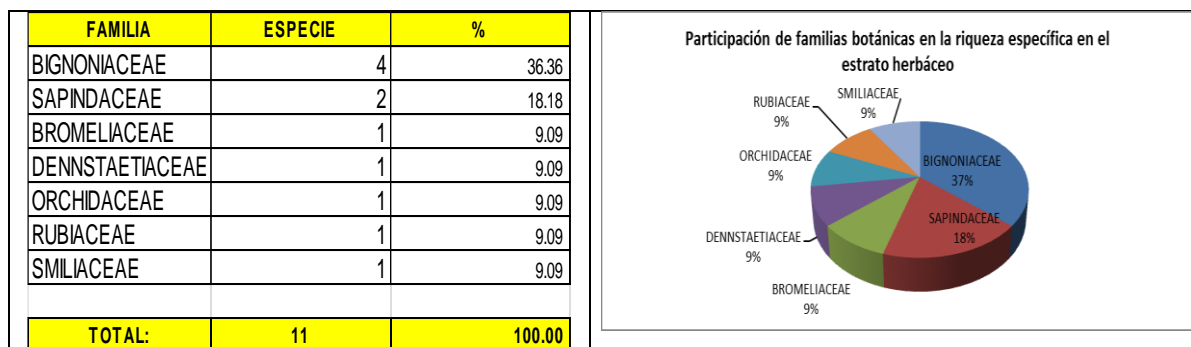 FAMILIA ESPECIE %
BIGNONIACEAE 4 36.36
SAPINDACEAE 2 18.18
BROMELIACEAE 1 9.09
DENNSTAETIACEAE 1 9.09
ORCHIDACEAE 1 9.09
RUBIACEAE 1 9.09
SMILIACEAE 1 9.09
TOTAL: 11 100.00
Participación de familias botánicas en la riqueza específica en el
estrato herbáceo
SMILIACEAE
9%
RUBIACEAE
9%
ORCHIDACEAE
9%
BIGNONIACEAE
37%
SAPINDACEAE
18%
DENNSTAETIACEAE
9%
BROMELIACEAE
9%